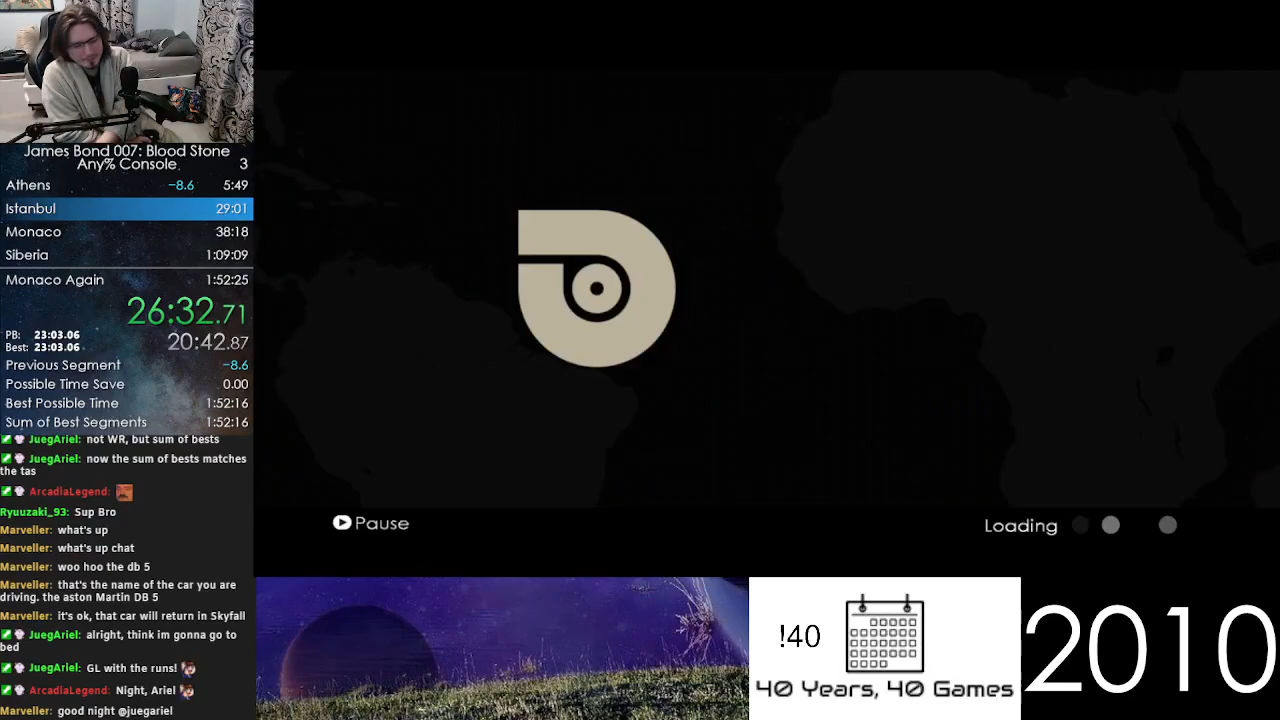 James Bond 007: Blood Stone
Any% Console 3
Athens −8.6 5:49
Istanbul 29:01
Monaco 38:18
Siberia 1:09:09
Monaco Again 1:52:25
26:32.71
PB: 23:03.06
Best: 23:03.06
20:42.87
Previous Segment −8.6
Possible Time Save 0.00
Best Possible Time 1:52:16
Sum of Best Segments 1:52:16
JuegAriel: not WR, but sum of bests
JuegAriel: now the sum of bests matches
the tas
ArcadiaLegend:
Ryuuzaki_93: Sup Bro
Marveller: what's up
Marveller: what's up chat
Marveller: woo hoo the db 5
Marveller: that's the name of the car you are
driving. the aston Martin DB 5
Marveller: it's ok, that car will return in Skyfall
JuegAriel: alright, think im gonna go to
bed
JuegAriel: GL with the runs!
ArcadiaLegend: Night, Ariel
Marveller: good night @juegariel
Pause
Loading
!40
40 Years, 40 Games
2010